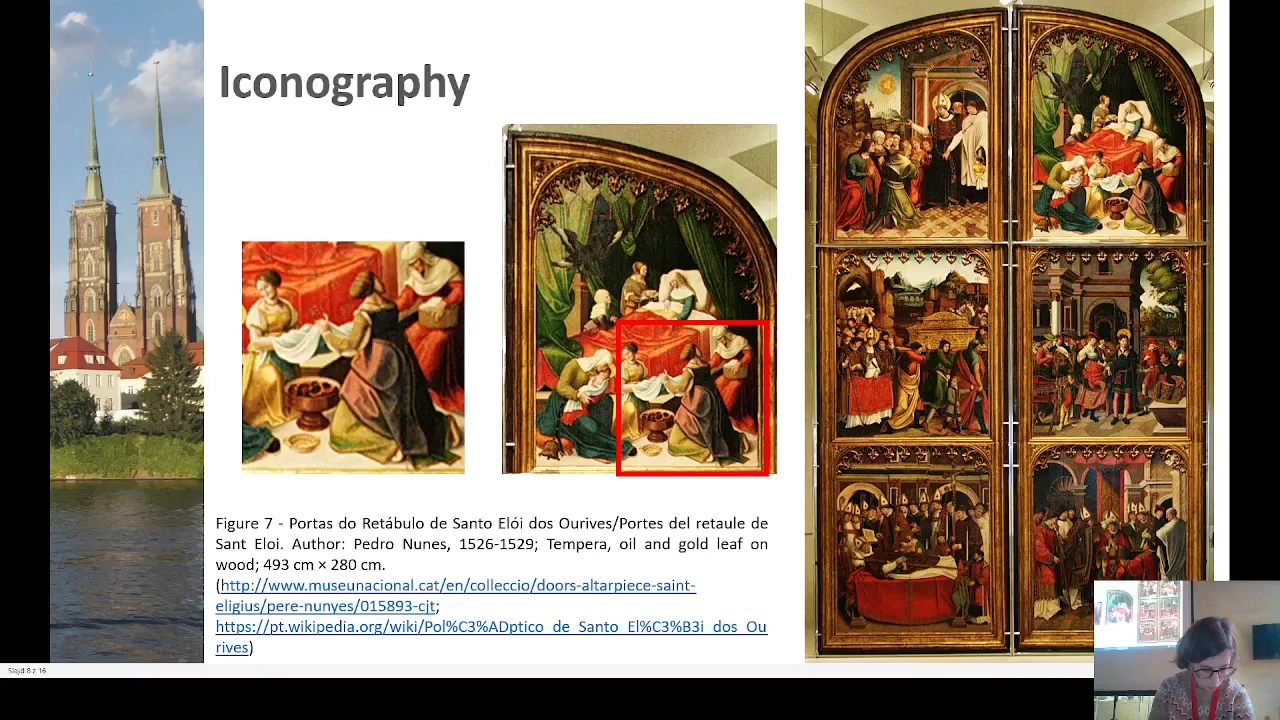 Iconography
Figure 7 - Portas do Retábulo de Santo Elói dos Ourives/Portes del retaule de
Sant Eloi. Author: Pedro Nunes, 1526-1529; Tempera, oil and gold leaf on
wood; 493 cm × 280 cm.
(http://www.museunacional.cat/en/colleccio/doors-altarpiece-saint-
eligius/pere-nunyes/015893-cjt;
https://pt.wikipedia.org/wiki/Pol%C3%ADptico_de_Santo_El%C3%B3i_dos_Ou
rives)
Slajd 8 z 16